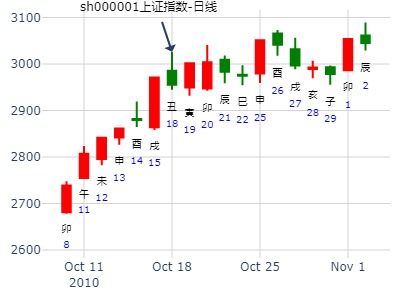 sh000001上证指数-日线
3100
3000
2900
2800
2700
2600
卯
8
午
11
未
12
申
13
酉
14
戌
15
丑
18
寅
19
卯
20
辰
21
巳
22
申
25
酉
26
戌
27
亥
28
子
29
卯
1
辰
2
Oct 11
2010
Oct 18
Oct 25
Nov 1